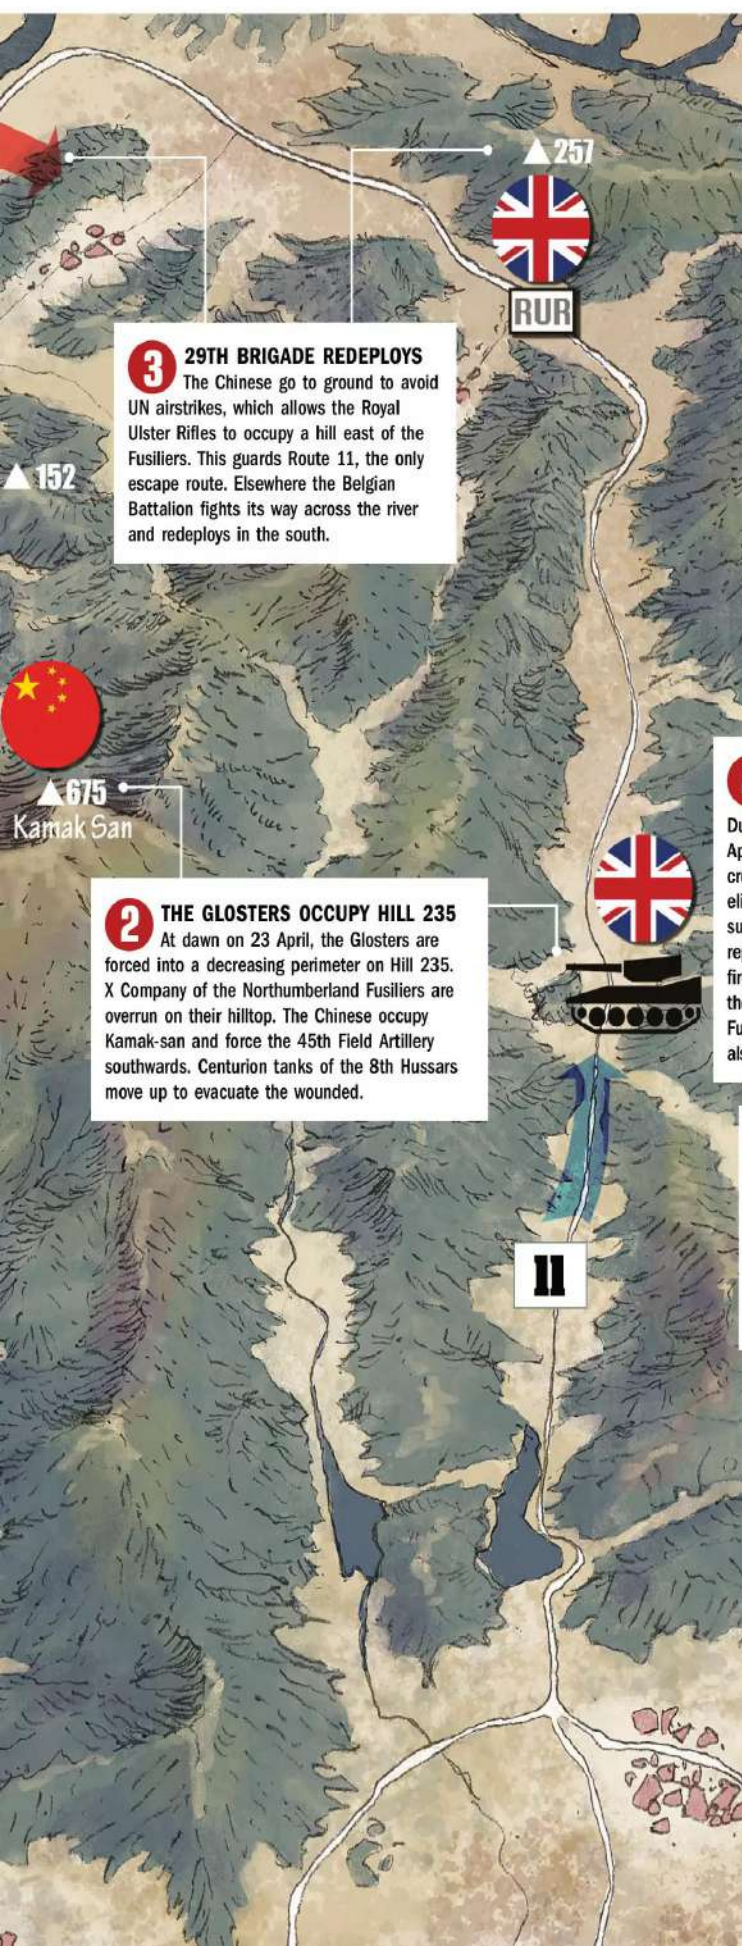 257
RUR
3 29TH BRIGADE REDEPLOYS
The Chinese go to ground to avoid
UN airstrikes, which allows the Royal
Ulster Rifles to occupy a hill east of the
Fusiliers. This guards Route 11, the only
escape route. Elsewhere the Belgian
Battalion fights its way across the river
and redeploys in the south.
152
675
Kamak San
2 THE GLOSTERS OCCUPY HILL 235
At dawn on 23 April, the Glosters are
forced into a decreasing perimeter on Hill 235.
X Company of the Northumberland Fusiliers are
overrun on their hilltop. The Chinese occupy
Kamak-san and force the 45th Field Artillery
southwards. Centurion tanks of the 8th Hussars
move up to evacuate the wounded.
11